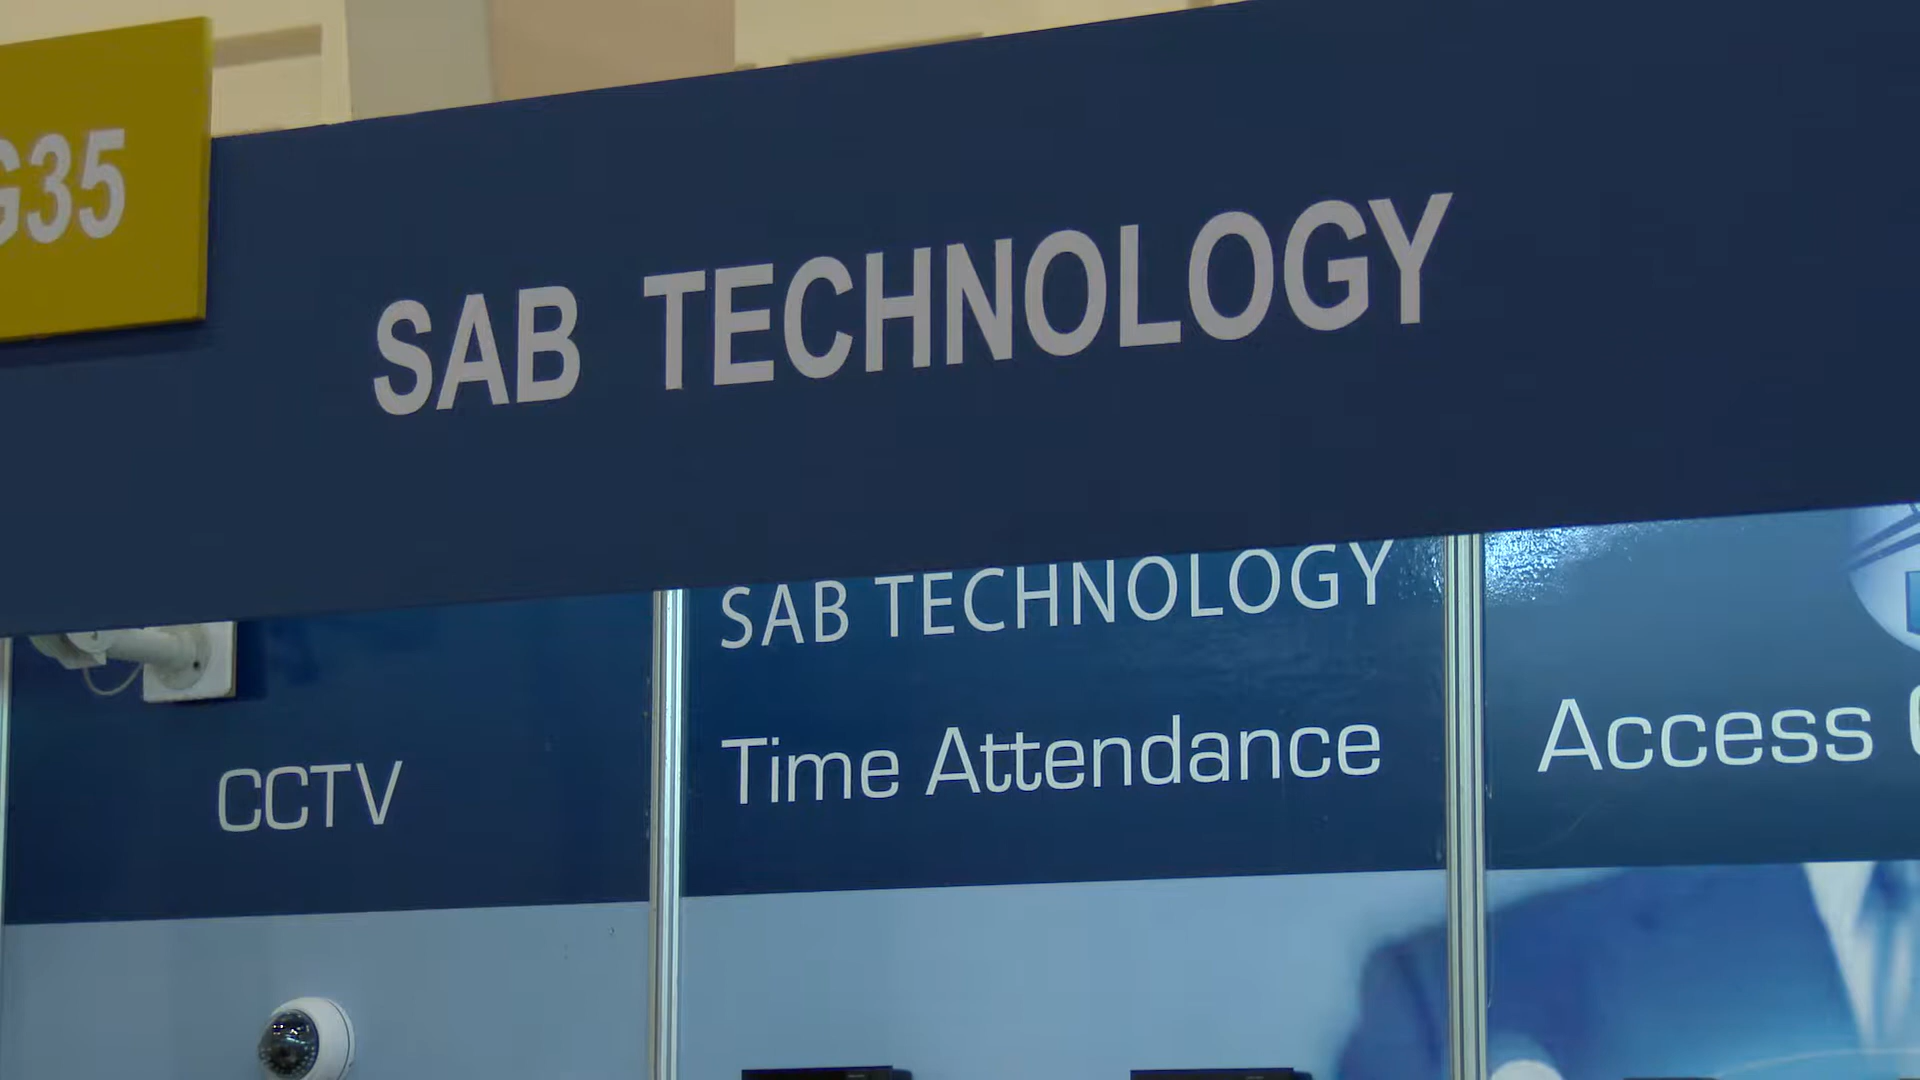 G35
SAB TECHNOLOGY
SAB TECHNOLOGY
CCTV
Time Attendance
Access